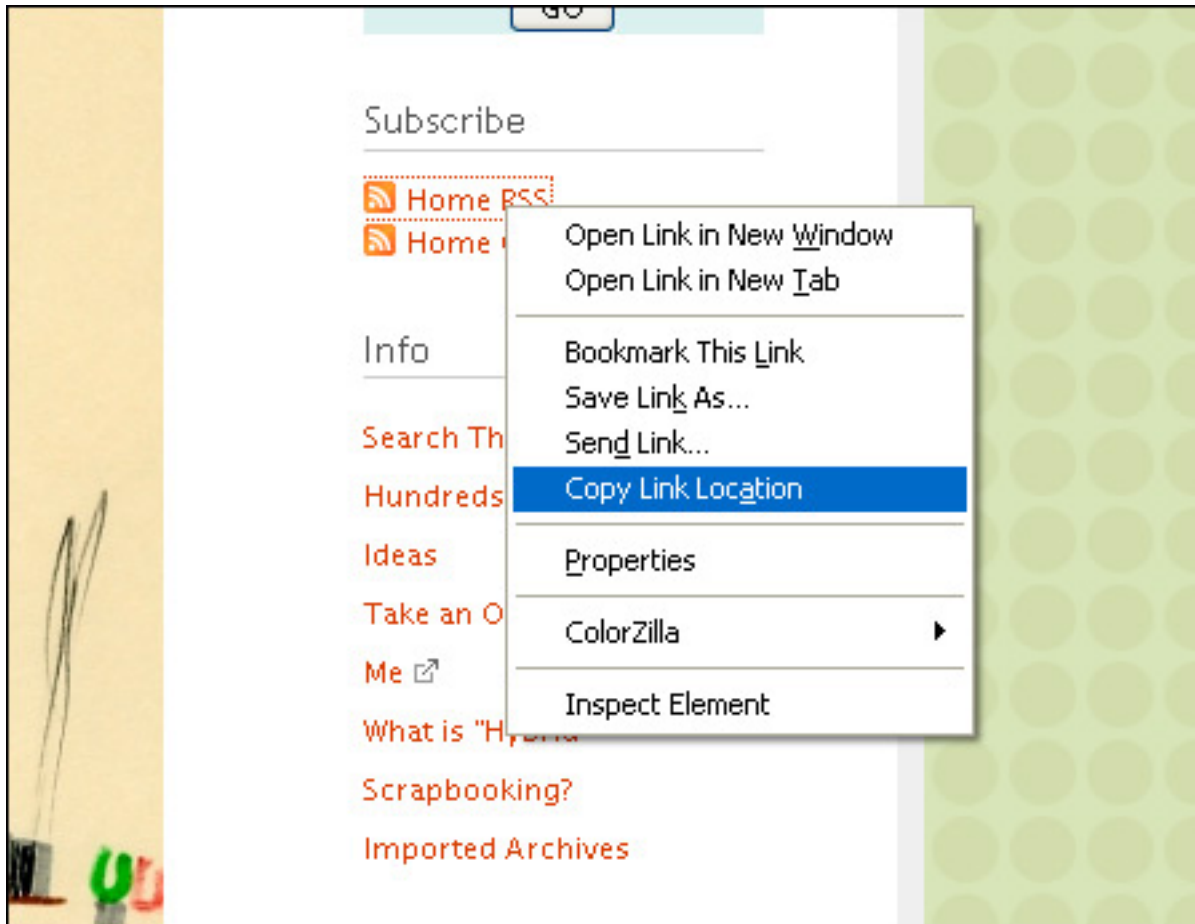 GO
Subscribe
Home RSS
Home
Open Link in New Window
Open Link in New Tab
Bookmark This Link
Save Link As...
Send Link...
Copy Link Location
Properties
ColorZilla
Inspect Element
Info
Search Th
Hundreds
Ideas
Take an O
Me
What is "Hybrid
Scrapbooking?
Imported Archives